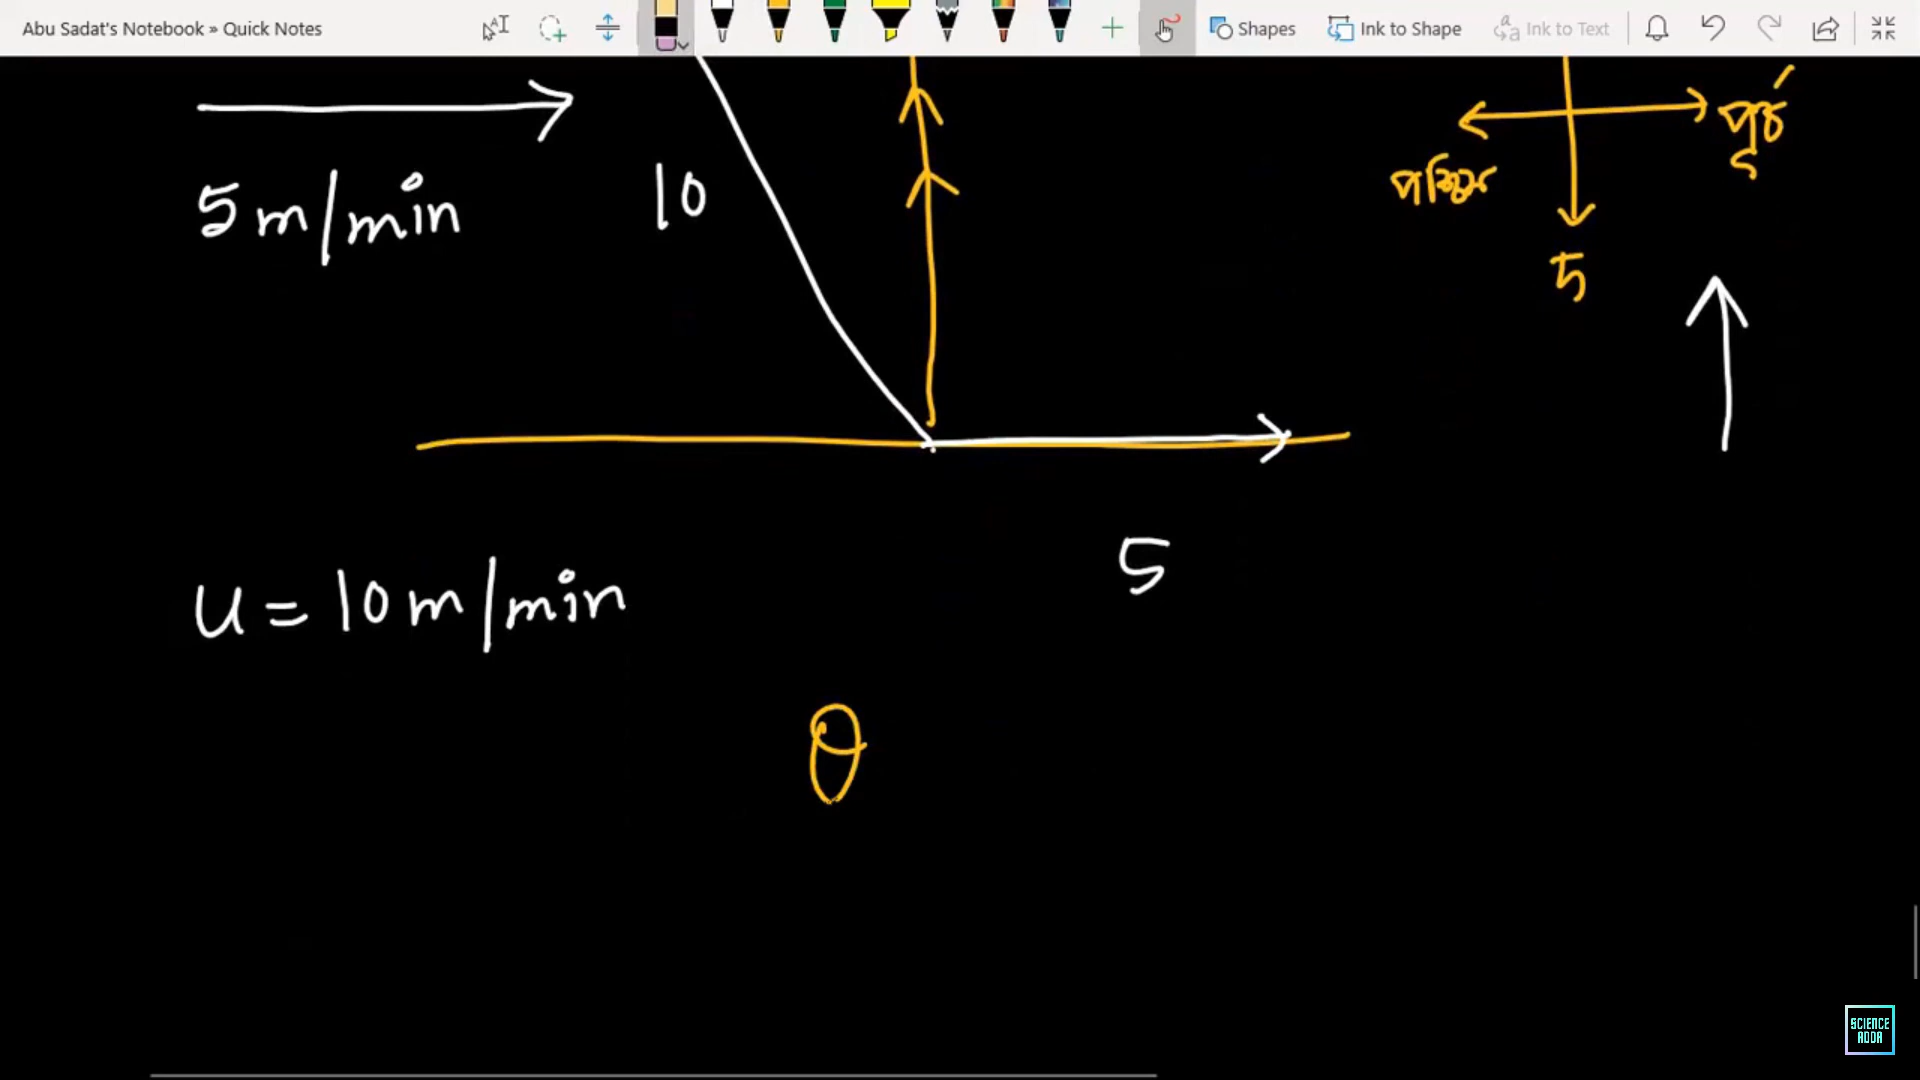 Abu Sadat's Notebook » Quick Notes
Shapes
Ink to Shape
Ink to Text
5 m/min
10
পূর্ব
পশ্চিম
5
u = 10 m/min
θ
SCIENCE
ADDA